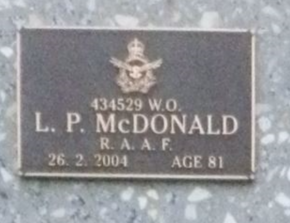 434529 W.O.
L. P. McDONALD
R. A. A. F.
26. 2. 2004 AGE 81